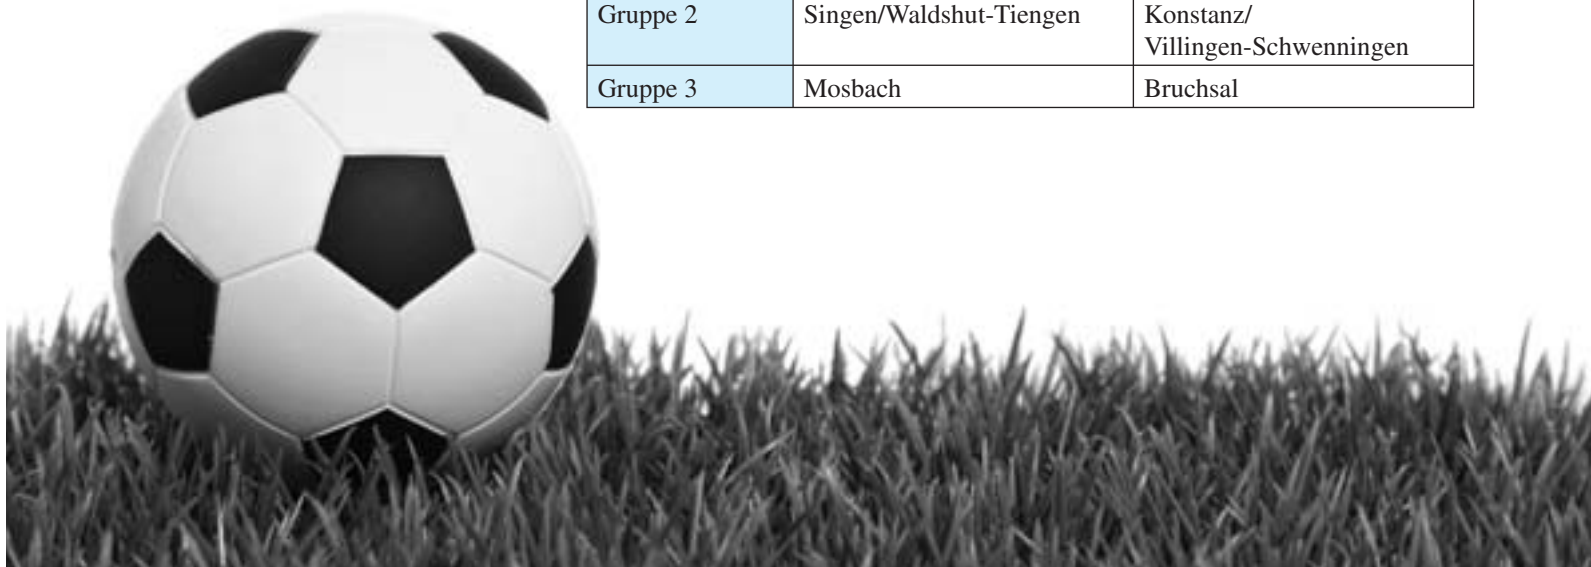 Gruppe 2 Singen/Waldshut-Tiengen Konstanz/
Villingen-Schwenningen
Gruppe 3 Mosbach Bruchsal